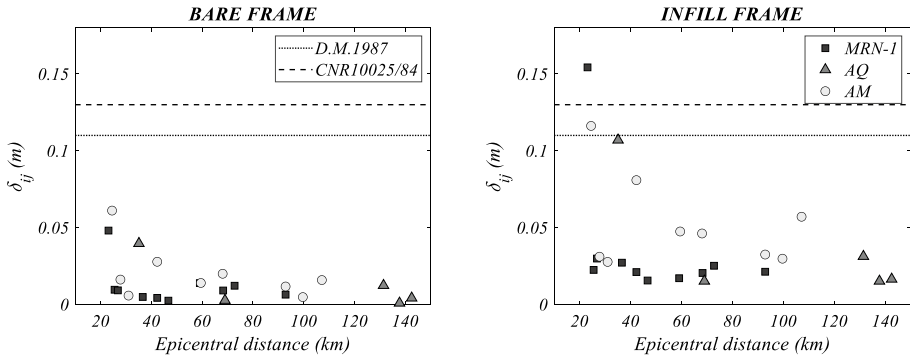 BARE FRAME
D.M.1987
CNR10025/84
0.15
0.1
0.05
0
δij (m)
20 40 60 80 100 120 140
Epicentral distance (km)
INFILL FRAME
MRN-1
AQ
AM
0.15
0.1
0.05
0
δij (m)
20 40 60 80 100 120 140
Epicentral distance (km)